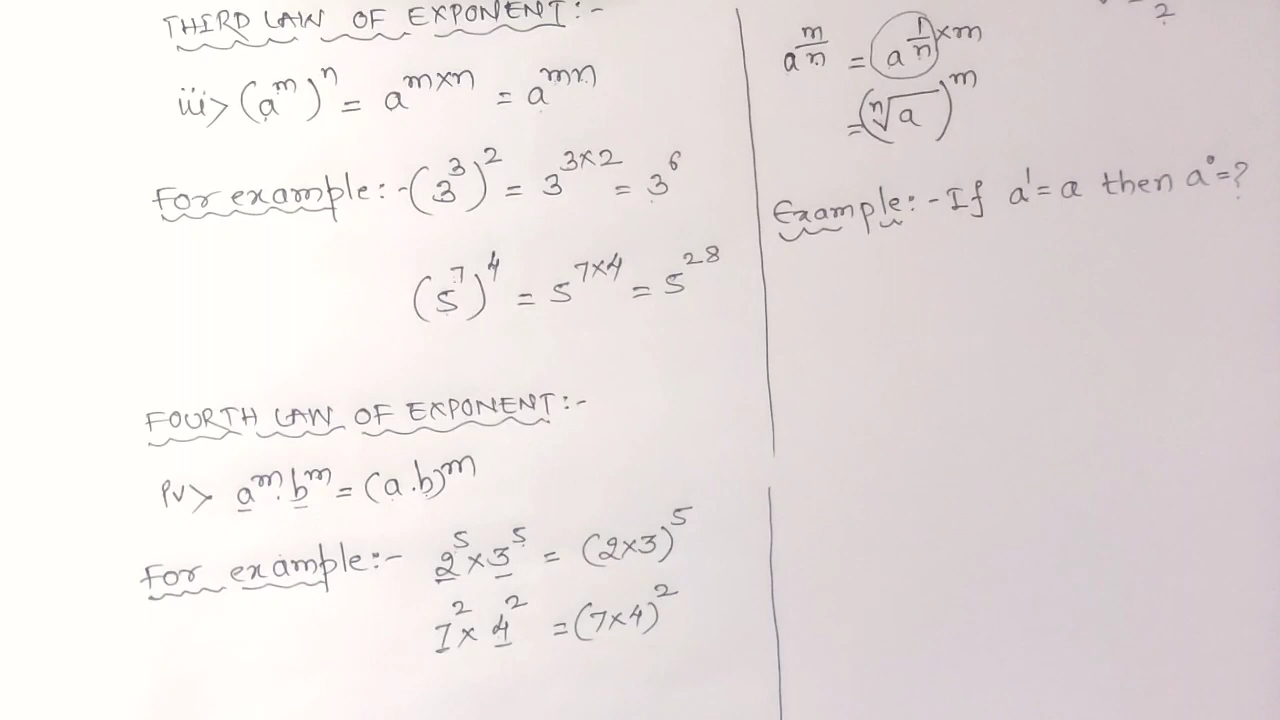 THIRD LAW OF EXPONENT:-
iii> (a^m)^n = a^{m×n} = a^{mn}
For example:- (3^3)^2 = 3^{3×2} = 3^6
(5^7)^4 = 5^{7×4} = 5^{28}
FOURTH LAW OF EXPONENT:-
iv> a^m.b^m = (a.b)^m
For example:- 2^5×3^5 = (2×3)^5
7^2×4^2 = (7×4)^2
2
a^{m/n} = a^{1/n×m}
= (ⁿ√a)^m
Example:- If a^1=a then a^0=?